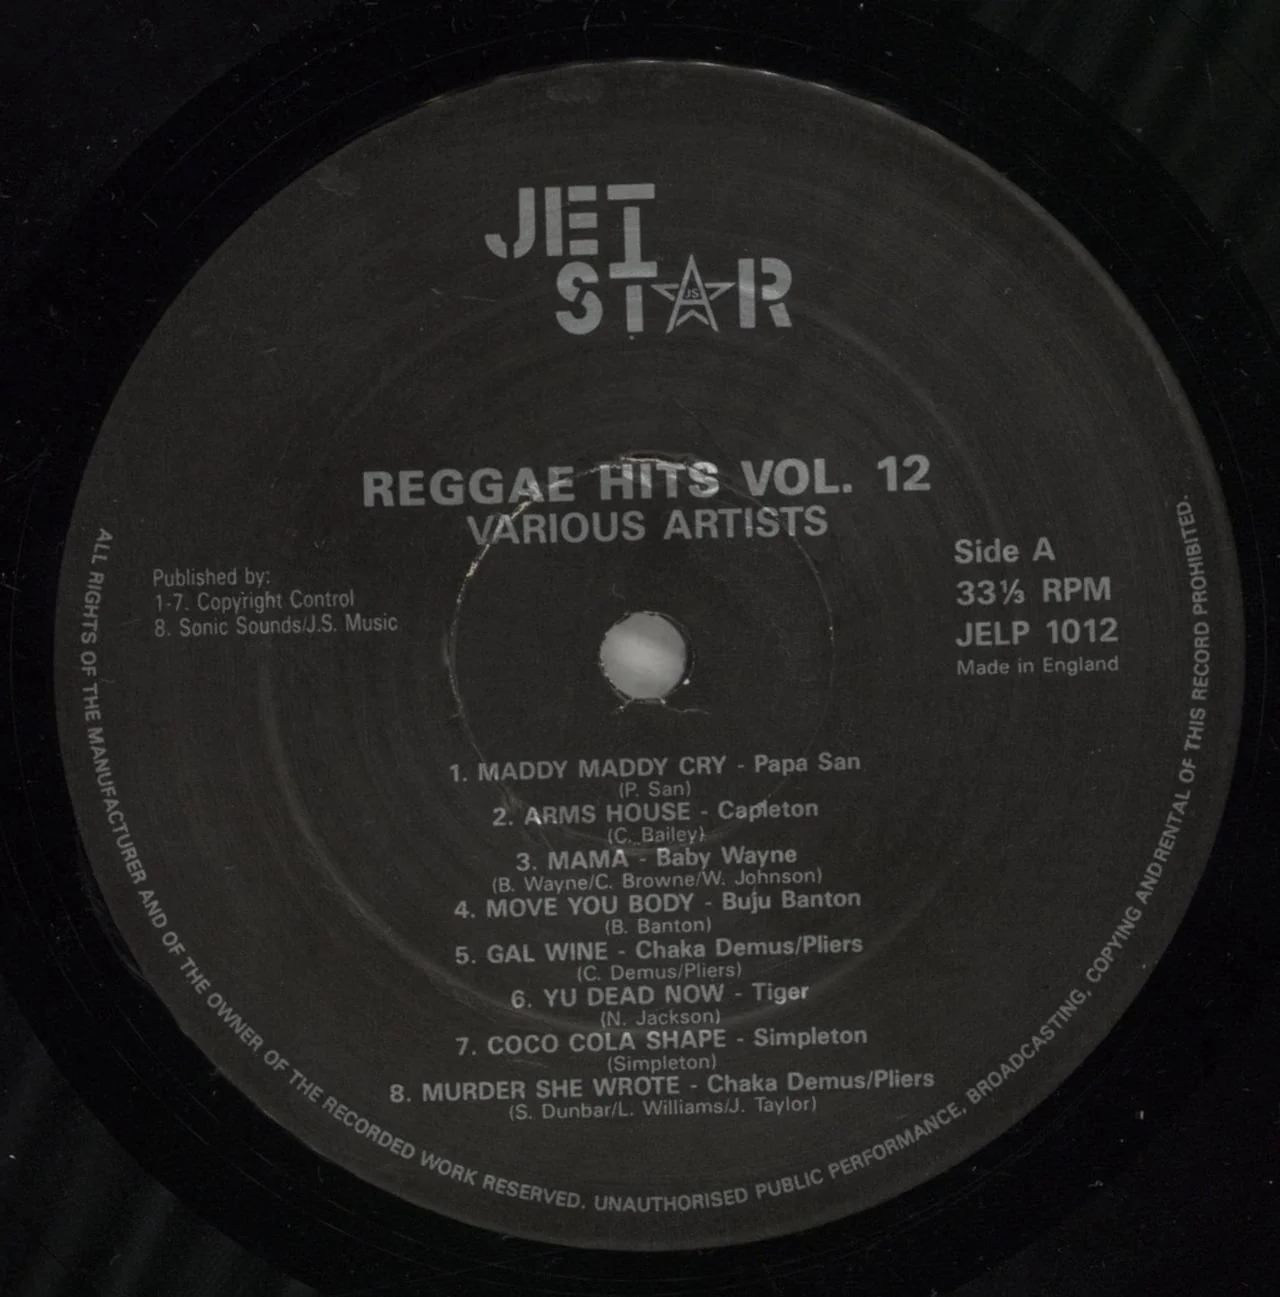 JET
STAR
JS
REGGAE HITS VOL. 12
VARIOUS ARTISTS
Published by:
1-7. Copyright Control
8. Sonic Sounds/J.S. Music
Side A
33⅓ RPM
JELP 1012
Made in England
1. MADDY MADDY CRY - Papa San
(P. San)
2. ARMS HOUSE - Capleton
(C. Bailey)
3. MAMA - Baby Wayne
(B. Wayne/C. Browne/W. Johnson)
4. MOVE YOU BODY - Buju Banton
(B. Banton)
5. GAL WINE - Chaka Demus/Pliers
(C. Demus/Pliers)
6. YU DEAD NOW - Tiger
(N. Jackson)
7. COCO COLA SHAPE - Simpleton
(Simpleton)
8. MURDER SHE WROTE - Chaka Demus/Pliers
(S. Dunbar/L. Williams/J. Taylor)
ALL RIGHTS OF THE MANUFACTURER AND OF THE OWNER OF THE RECORDED WORK RESERVED. UNAUTHORISED PUBLIC PERFORMANCE, BROADCASTING, COPYING AND RENTAL OF THIS RECORD PROHIBITED.